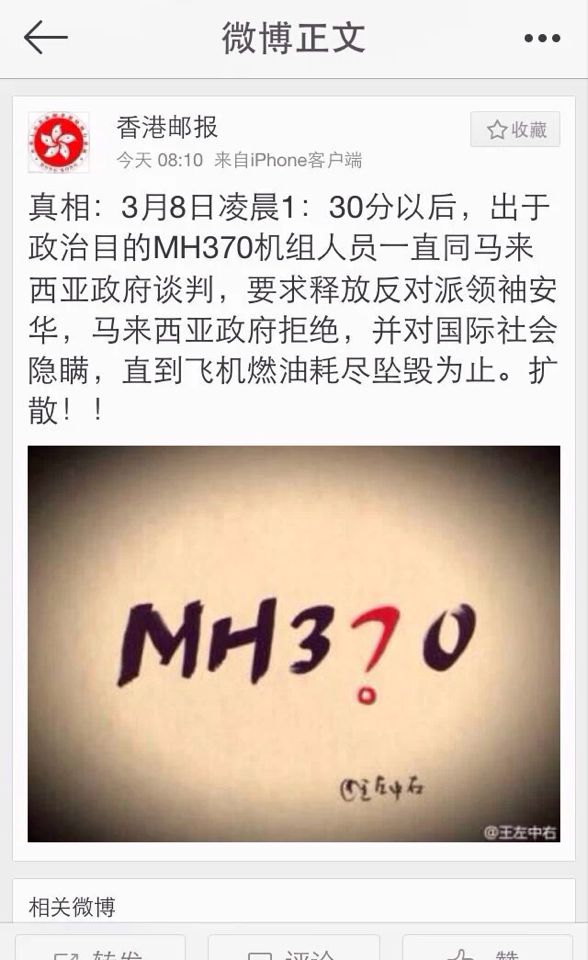 微博正文
香港邮报
收藏
今天 08:10 来自iPhone客户端
真相：3月8日凌晨1：30分以后，出于
政治目的MH370机组人员一直同马来
西亚政府谈判，要求释放反对派领袖安
华，马来西亚政府拒绝，并对国际社会
隐瞒，直到飞机燃油耗尽坠毁为止。扩
散！！
MH3?0
@王左中右
@王左中右
相关微博
转发
评论
赞